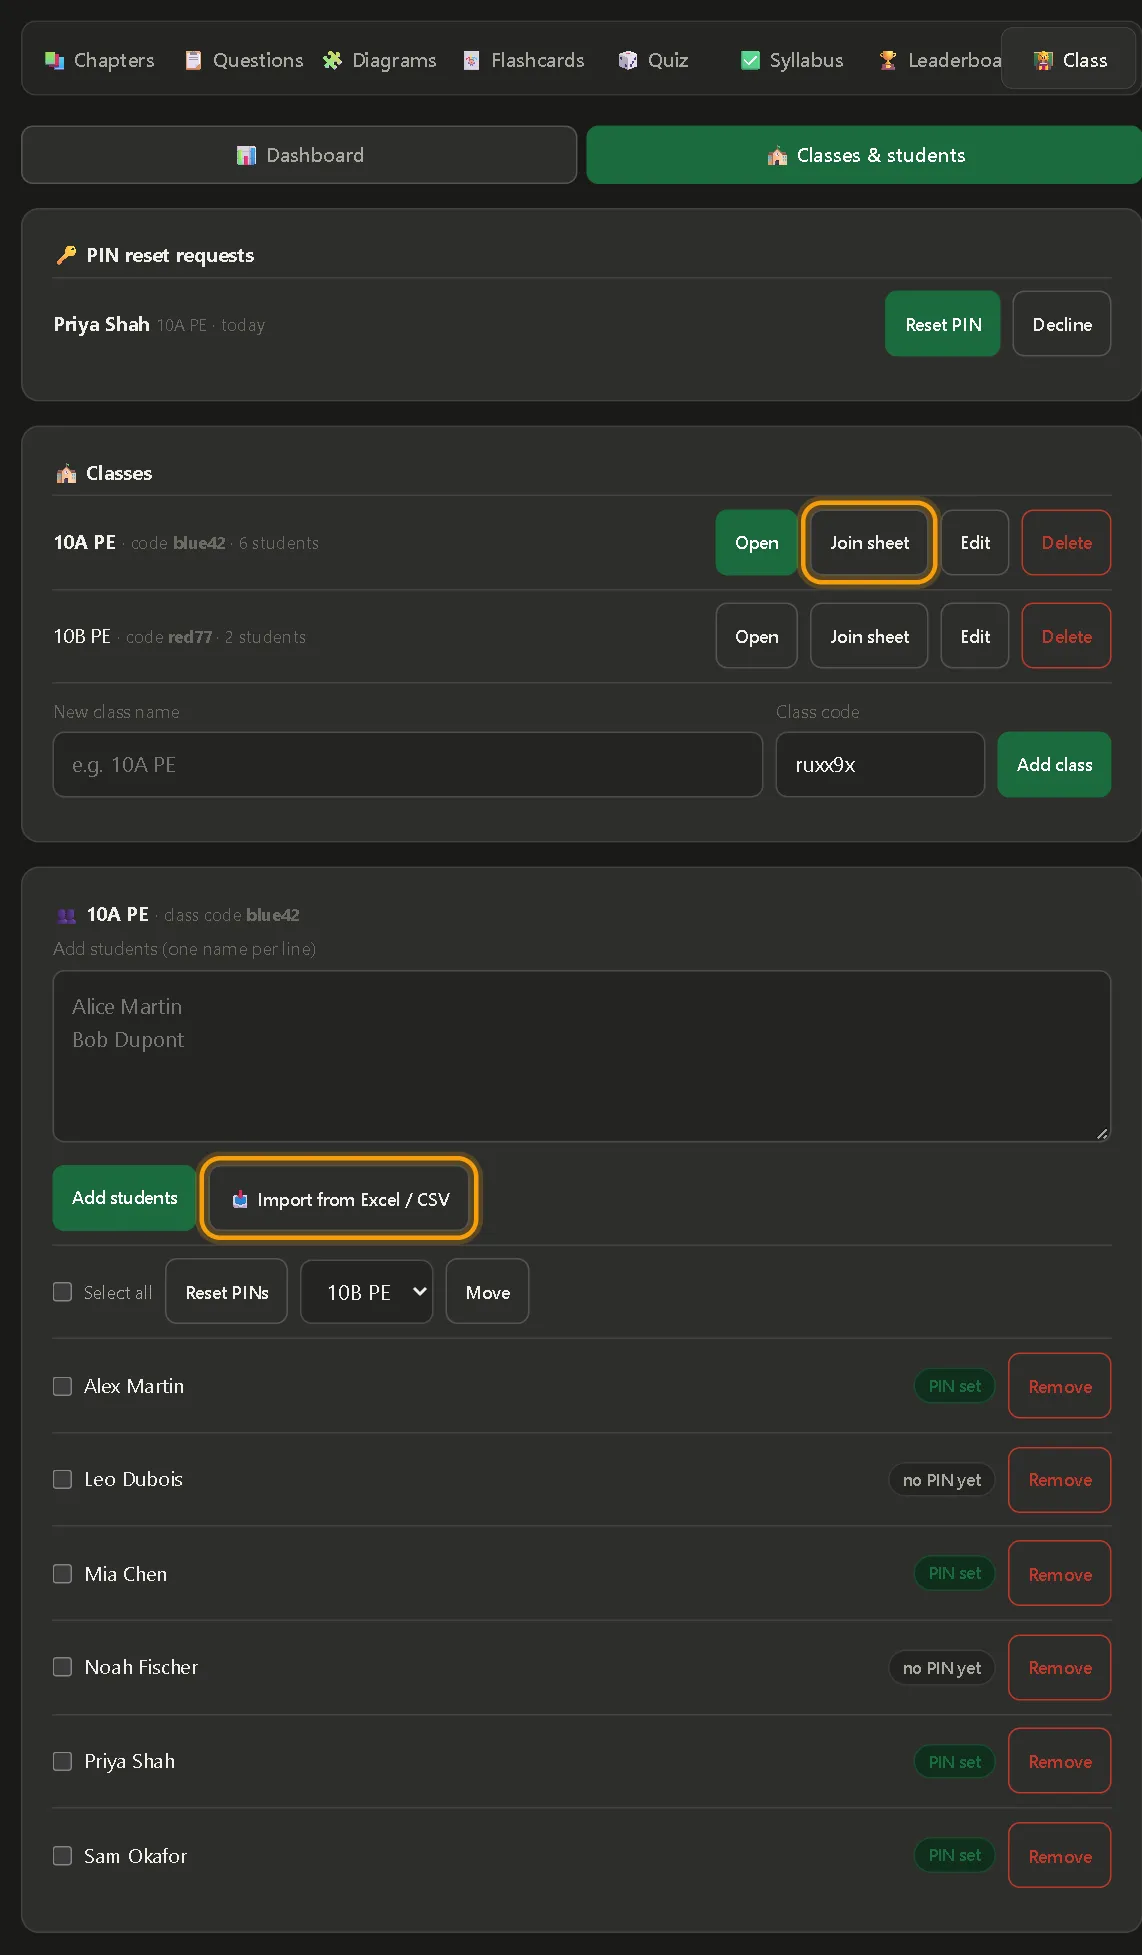 Chapters Questions Diagrams Flashcards Quiz Syllabus Leaderboa Class
Dashboard Classes & students
PIN reset requests
Priya Shah 10A PE · today Reset PIN Decline
Classes
10A PE · code blue42 · 6 students Open Join sheet Edit Delete
10B PE · code red77 · 2 students Open Join sheet Edit Delete
New class name Class code
e.g. 10A PE ruxx9x Add class
10A PE · class code blue42
Add students (one name per line)
Alice Martin
Bob Dupont
Add students Import from Excel / CSV
Select all Reset PINs 10B PE Move
Alex Martin PIN set Remove
Leo Dubois no PIN yet Remove
Mia Chen PIN set Remove
Noah Fischer no PIN yet Remove
Priya Shah PIN set Remove
Sam Okafor PIN set Remove